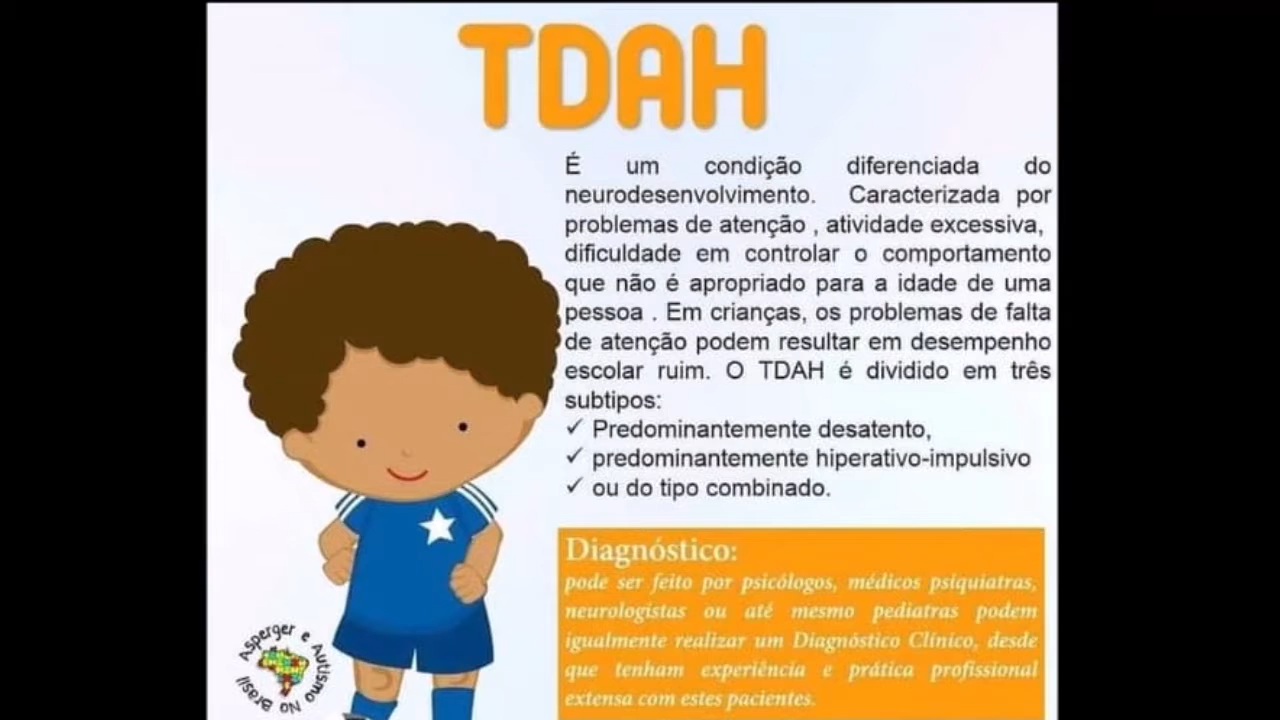 TDAH
É um condição diferenciada do
neurodesenvolvimento. Caracterizada por
problemas de atenção , atividade excessiva,
dificuldade em controlar o comportamento
que não é apropriado para a idade de uma
pessoa . Em crianças, os problemas de falta
de atenção podem resultar em desempenho
escolar ruim. O TDAH é dividido em três
subtipos:
✓ Predominantemente desatento,
✓ predominantemente hiperativo-impulsivo
✓ ou do tipo combinado.
Diagnóstico:
pode ser feito por psicólogos, médicos psiquiatras,
neurologistas ou até mesmo pediatras podem
igualmente realizar um Diagnóstico Clínico, desde
que tenham experiência e prática profissional
extensa com estes pacientes.
Asperger e Autismo No Brasil